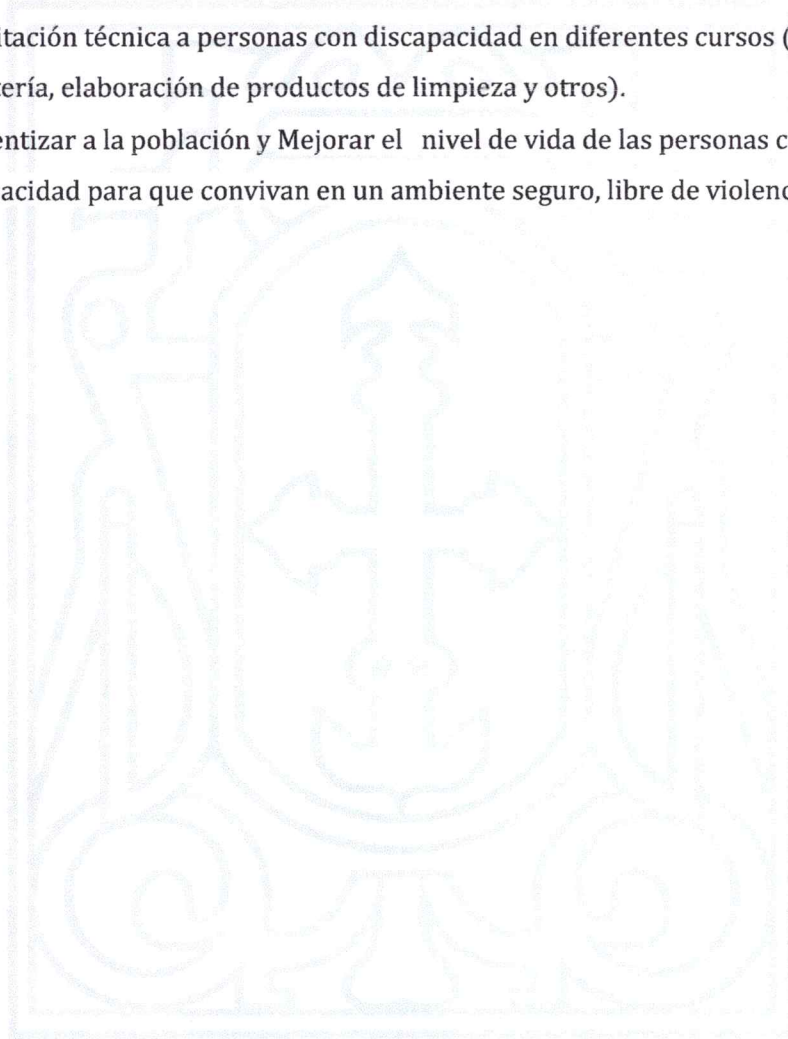 itación técnica a personas con discapacidad en diferentes cursos (
tería, elaboración de productos de limpieza y otros).
entizar a la población y Mejorar el nivel de vida de las personas c
acidad para que convivan en un ambiente seguro, libre de violenc